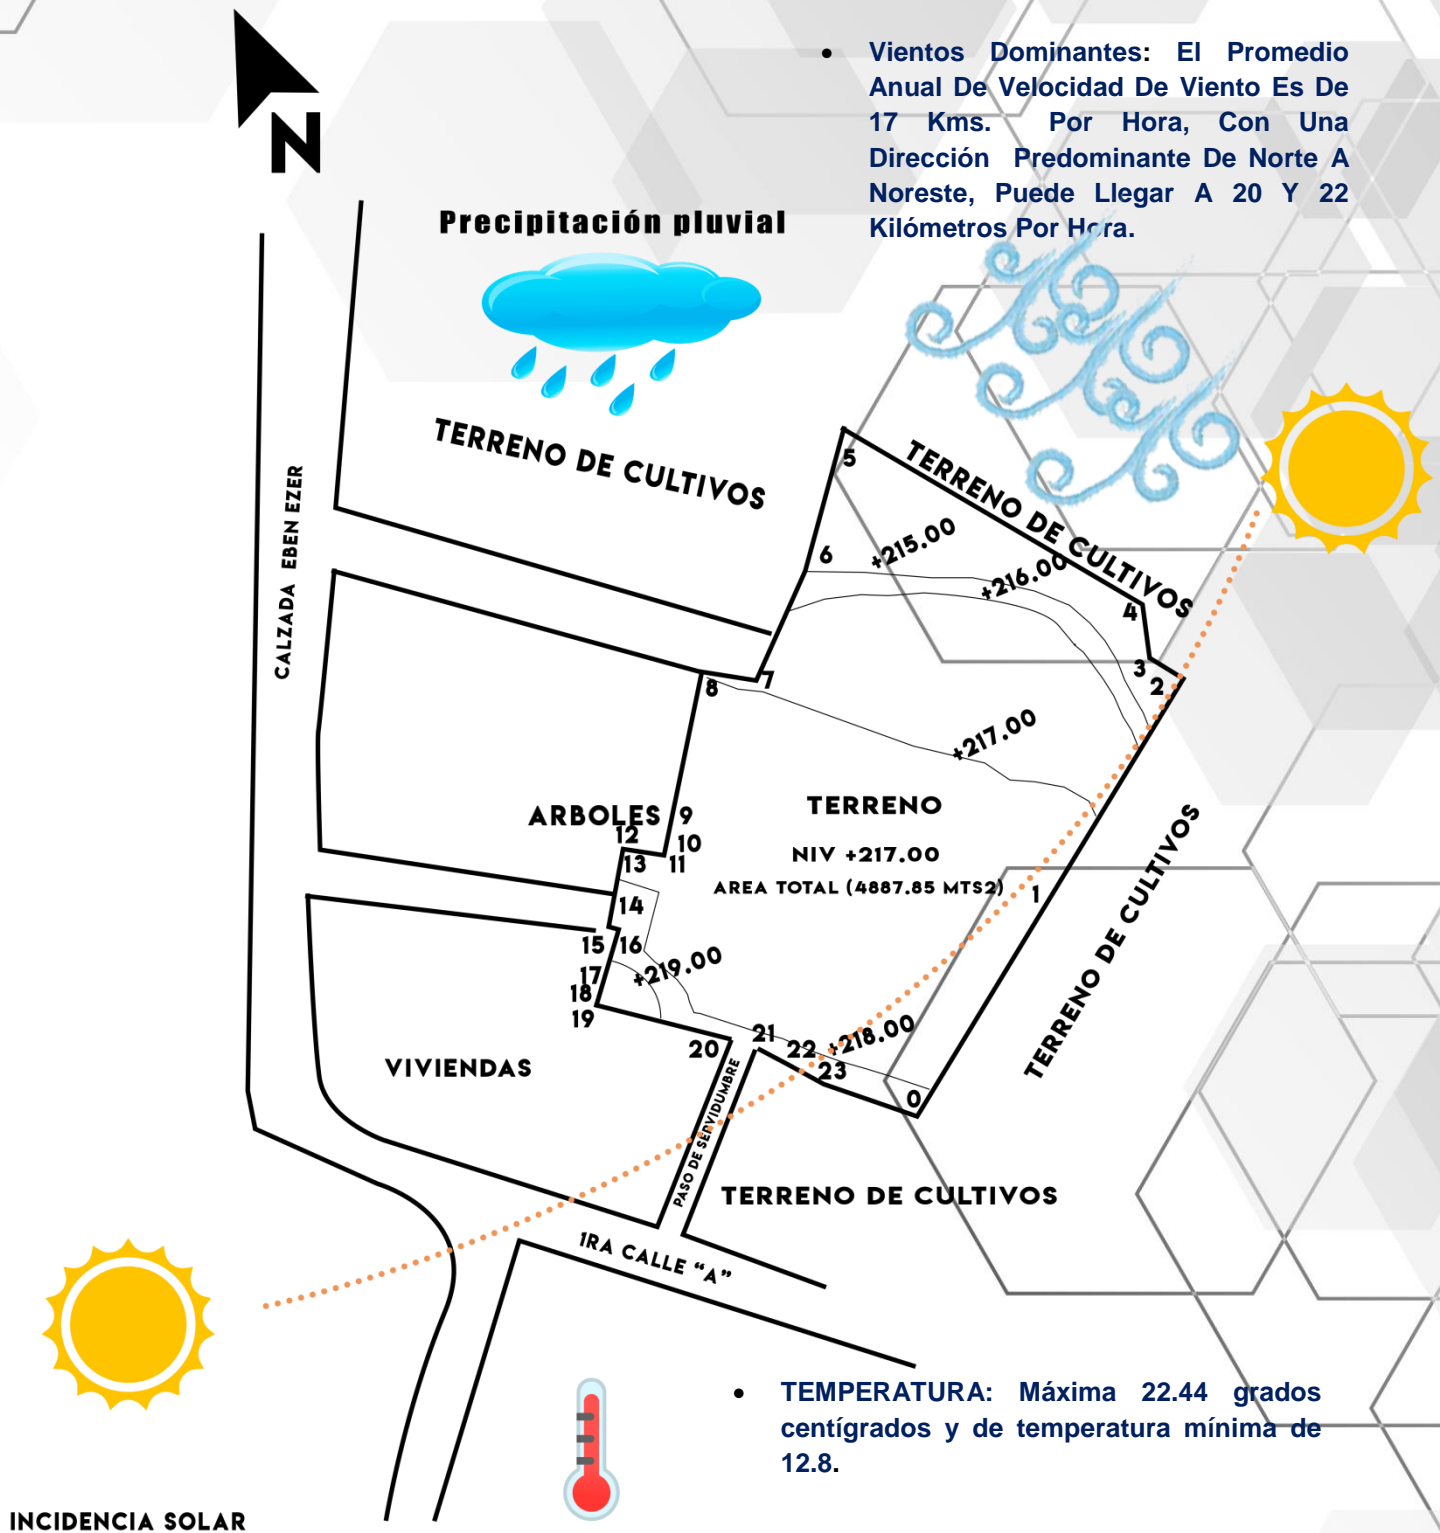 N
• Vientos Dominantes: El Promedio
Anual De Velocidad De Viento Es De
17 Kms. Por Hora, Con Una
Dirección Predominante De Norte A
Noreste, Puede Llegar A 20 Y 22
Kilómetros Por Hora.
Precipitación pluvial
TERRENO DE CULTIVOS
TERRENO DE CULTIVOS
CALZADA EBEN EZER
5
6
+215.00
+216.00
4
3
2
7
8
+217.00
TERRENO
NIV +217.00
AREA TOTAL (4887.85 MTS2)
1
ARBOLES
9
10
11
12
13
14
15
16
17
18
19
+219.00
20
21
22
23
+218.00
0
TERRENO DE CULTIVOS
VIVIENDAS
PASO DE SERVIDUMBRE
TERRENO DE CULTIVOS
1RA CALLE “A”
• TEMPERATURA: Máxima 22.44 grados
centígrados y de temperatura mínima de
12.8.
INCIDENCIA SOLAR